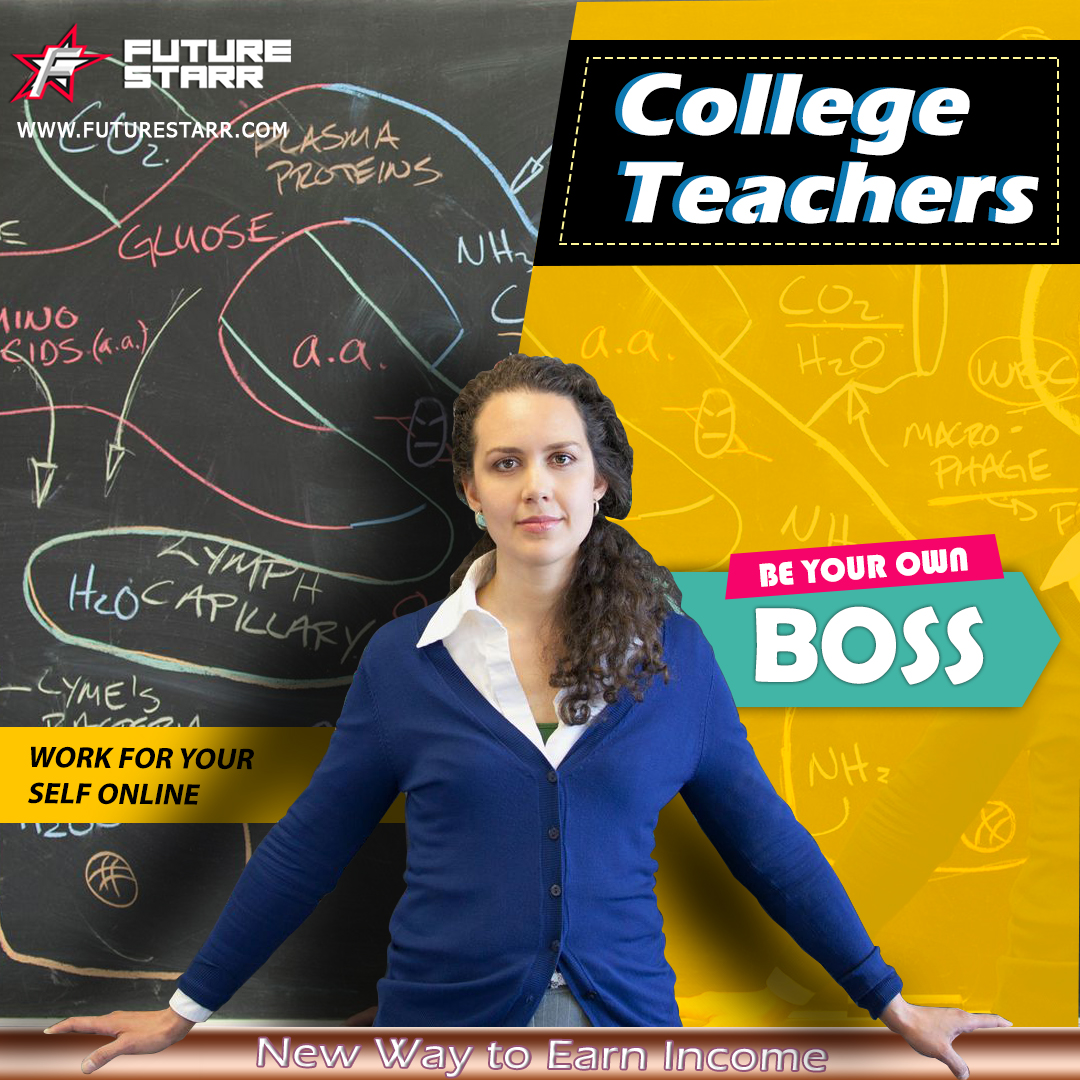 FUTURE
STARR
WWW.FUTURESTARR.COM
College
Teachers
CO2
PLASMA
PROTEINS
GLUOSE
NH2
a.a.
(a.a.)
a.a.
CO2
H2O
MACRO-
PHAGE
NH
LYMPH
CAPILLARY
H2O
LYME'S
BE YOUR OWN
BOSS
WORK FOR YOUR
SELF ONLINE
NH2
New Way to Earn Income